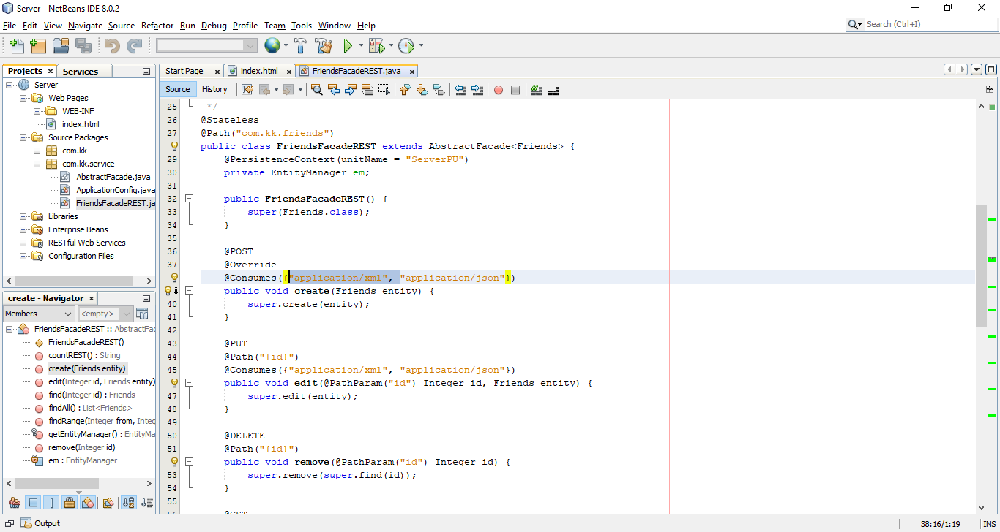 Server - NetBeans IDE 8.0.2
File Edit View Navigate Source Refactor Run Debug Profile Team Tools Window Help
Search (Ctrl+I)
Projects × Services
Server
Web Pages
WEB-INF
index.html
Source Packages
com.kk
com.kk.service
AbstractFacade.java
ApplicationConfig.java
FriendsFacadeREST.ja
Libraries
Enterprise Beans
RESTful Web Services
Configuration Files
create - Navigator ×
Members <empty>
FriendsFacadeREST :: AbstractFac
FriendsFacadeREST()
countREST() : String
create(Friends entity)
edit(Integer id, Friends entity)
find(Integer id) : Friends
findAll() : List<Friends>
findRange(Integer from, Integ
getEntityManager() : EntityMa
remove(Integer id)
em : EntityManager
Start Page × index.html × FriendsFacadeREST.java ×
Source History
25 */
26 @Stateless
27 @Path("com.kk.friends")
public class FriendsFacadeREST extends AbstractFacade<Friends> {
29 @PersistenceContext(unitName = "ServerPU")
30 private EntityManager em;
31
32 public FriendsFacadeREST() {
33 super(Friends.class);
34 }
35
36 @POST
37 @Override
@Consumes({"application/xml", "application/json"})
public void create(Friends entity) {
40 super.create(entity);
41 }
42
43 @PUT
44 @Path("{id}")
45 @Consumes({"application/xml", "application/json"})
public void edit(@PathParam("id") Integer id, Friends entity) {
47 super.edit(entity);
48 }
49
50 @DELETE
51 @Path("{id}")
public void remove(@PathParam("id") Integer id) {
53 super.remove(super.find(id));
54 }
55
56 @GET
Output
38:16/1:19 INS